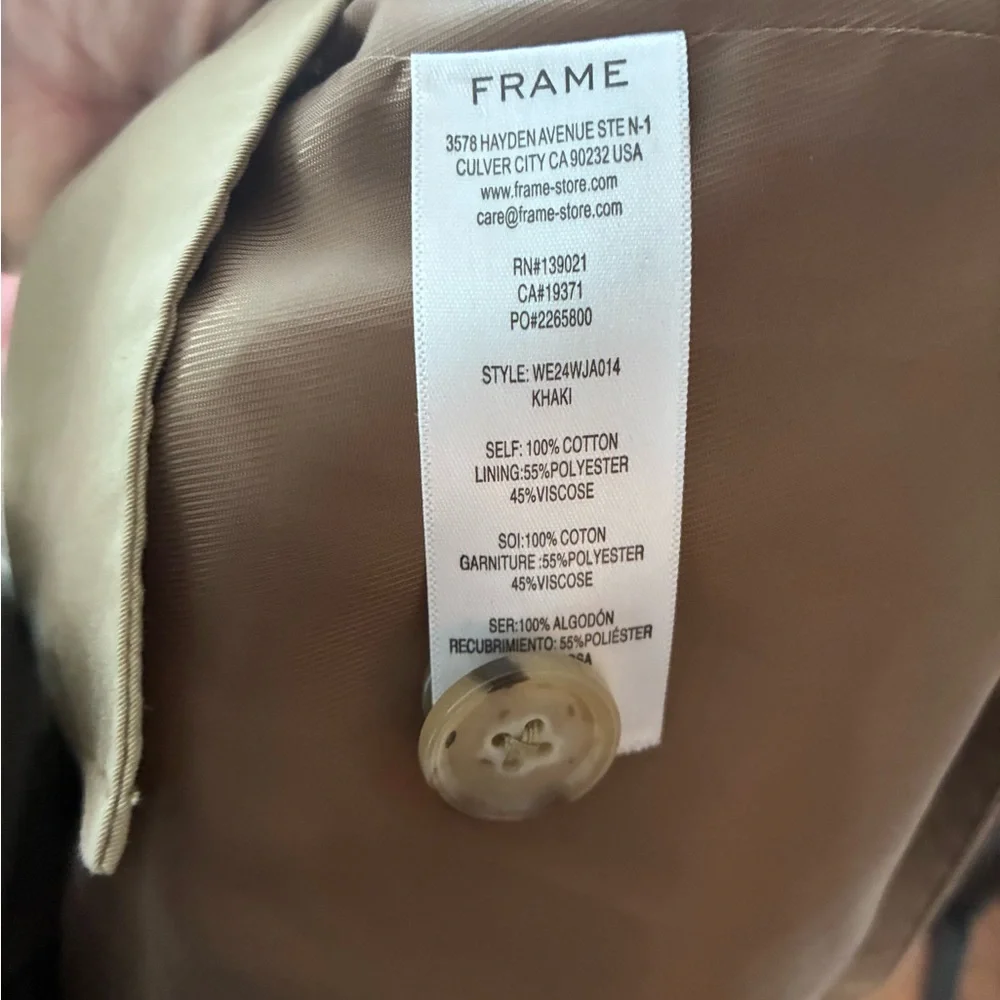 FRAME
3578 HAYDEN AVENUE STE N-1
CULVER CITY CA 90232 USA
www.frame-store.com
care@frame-store.com
RN#139021
CA#19371
PO#2265800
STYLE: WE24WJA014
KHAKI
SELF: 100% COTTON
LINING:55%POLYESTER
45%VISCOSE
SOI:100% COTON
GARNITURE :55%POLYESTER
45%VISCOSE
SER:100% ALGODÓN
RECUBRIMIENTO: 55%POLIÉSTER